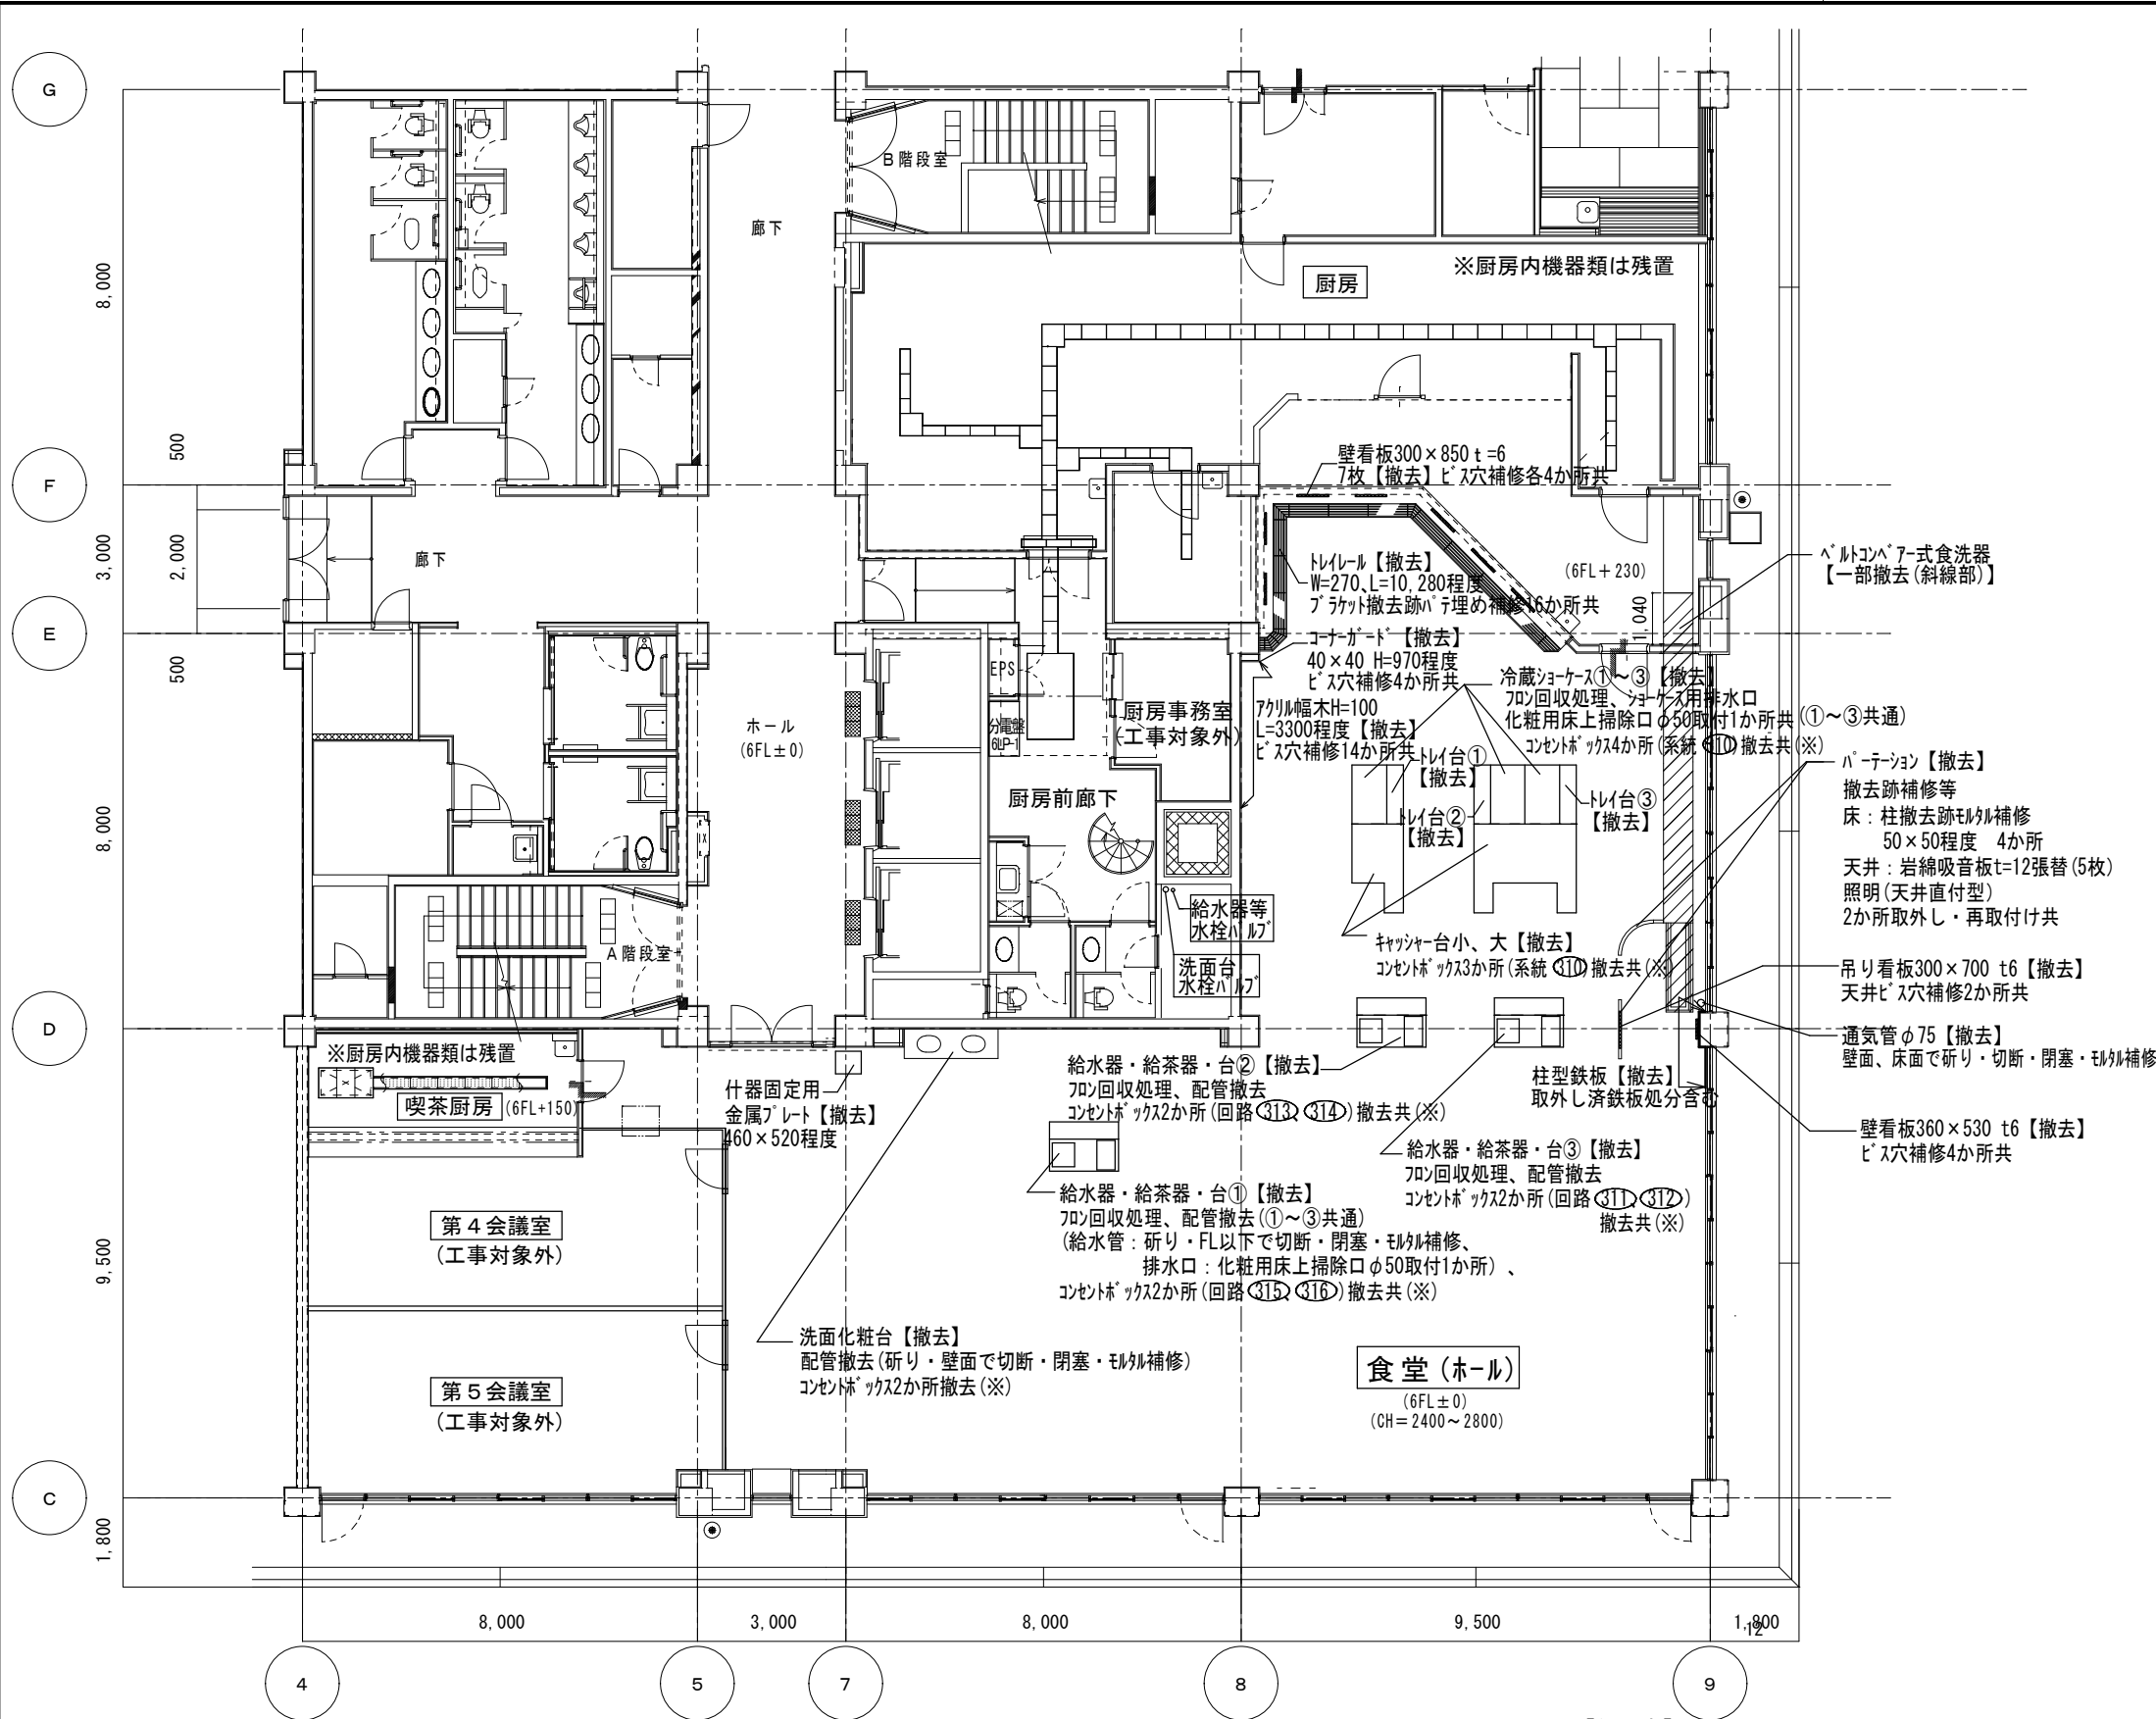 G
F
E
D
C
8,000
500
3,000
2,000
500
8,000
9,500
1,800
廊下
B階段室
厨房
※厨房内機器類は残置
廊下
壁看板300×850ｔ=6
7枚【撤去】ﾋﾞｽ穴補修各4か所共
ﾄﾚｲﾚｰﾙ【撤去】
W=270、L=10,280程度
ﾌﾞﾗｹｯﾄ撤去跡ﾊﾟﾃ埋め補修16か所共
(6FL＋230)
1,040
ﾍﾞﾙﾄｺﾝﾍﾞｱｰ式食洗器
【一部撤去(斜線部)】
ｺｰﾅｰｶﾞｰﾄﾞ【撤去】
40×40 H=970程度
ﾋﾞｽ穴補修4か所共
冷蔵ｼｮｰｹｰｽ①～③【撤去】
ﾌﾛﾝ回収処理、ｼｮｰｹｰｽ用排水口
化粧用床上掃除口φ50取付1か所共(①～③共通)
ｺﾝｾﾝﾄﾎﾞｯｸｽ4か所(系統310)撤去共(※)
ｱｸﾘﾙ幅木H=100
L=3300程度【撤去】
ﾋﾞｽ穴補修14か所共
EPS
分電盤
6LP-1
厨房事務室
(工事対象外)
ホール
(6FL±0)
厨房前廊下
ﾄﾚｲ台①
【撤去】
ﾄﾚｲ台②
【撤去】
ﾄﾚｲ台③
【撤去】
ﾊﾟｰﾃｰｼｮﾝ【撤去】
撤去跡補修等
床：柱撤去跡ﾓﾙﾀﾙ補修
50×50程度　4か所
天井：岩綿吸音板t=12張替(5枚)
照明(天井直付型)
2か所取外し・再取付け共
給水器等
水栓ﾊﾞﾙﾌﾞ
洗面台
水栓ﾊﾞﾙﾌﾞ
A階段室
ｷｬｯｼｬｰ台小、大【撤去】
ｺﾝｾﾝﾄﾎﾞｯｸｽ3か所(系統310)撤去共(※)
吊り看板300×700 t6【撤去】
天井ﾋﾞｽ穴補修2か所共
通気管φ75【撤去】
壁面、床面で斫り・切断・閉塞・ﾓﾙﾀﾙ補修
※厨房内機器類は残置
喫茶厨房
(6FL+150)
什器固定用
金属ﾌﾟﾚｰﾄ【撤去】
460×520程度
給水器・給茶器・台②【撤去】
ﾌﾛﾝ回収処理、配管撤去
ｺﾝｾﾝﾄﾎﾞｯｸｽ2か所(回路313、314)撤去共(※)
柱型鉄板【撤去】
取外し済鉄板処分含む
壁看板360×530 t6【撤去】
ﾋﾞｽ穴補修4か所共
給水器・給茶器・台③【撤去】
ﾌﾛﾝ回収処理、配管撤去
ｺﾝｾﾝﾄﾎﾞｯｸｽ2か所(回路311、312)
撤去共(※)
給水器・給茶器・台①【撤去】
ﾌﾛﾝ回収処理、配管撤去(①～③共通)
(給水管：斫り・FL以下で切断・閉塞・ﾓﾙﾀﾙ補修、
排水口：化粧用床上掃除口φ50取付1か所)、
ｺﾝｾﾝﾄﾎﾞｯｸｽ2か所(回路315、316)撤去共(※)
第４会議室
(工事対象外)
洗面化粧台【撤去】
配管撤去(斫り・壁面で切断・閉塞・ﾓﾙﾀﾙ補修)
ｺﾝｾﾝﾄﾎﾞｯｸｽ2か所撤去(※)
第５会議室
(工事対象外)
食堂(ﾎｰﾙ)
(6FL±0)
(CH＝2400～2800)
8,000
3,000
8,000
9,500
1,800
12
4
5
7
8
9